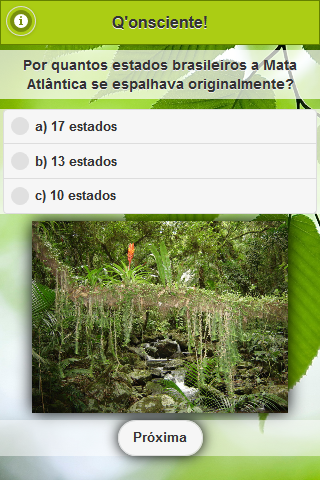 Q'onsciente!
Por quantos estados brasileiros a Mata
Atlântica se espalhava originalmente?
a) 17 estados
b) 13 estados
c) 10 estados
Próxima